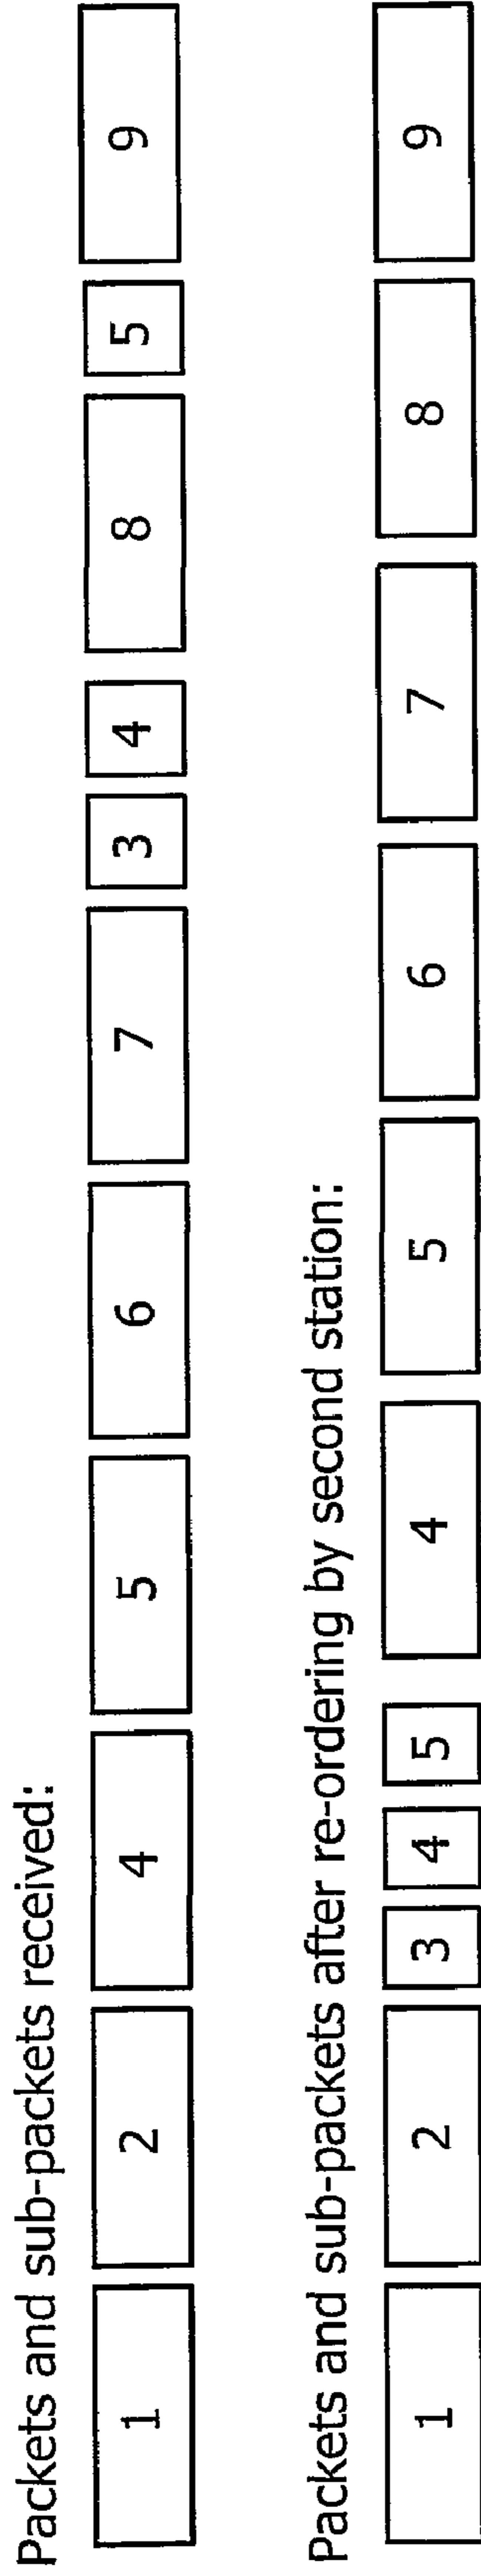 Packets and sub-packets received:
1 2 4 5 6 7 3 4 8 5 9
Packets and sub-packets after re-ordering by second station:
1 2 3 4 5 4 5 6 7 8 9